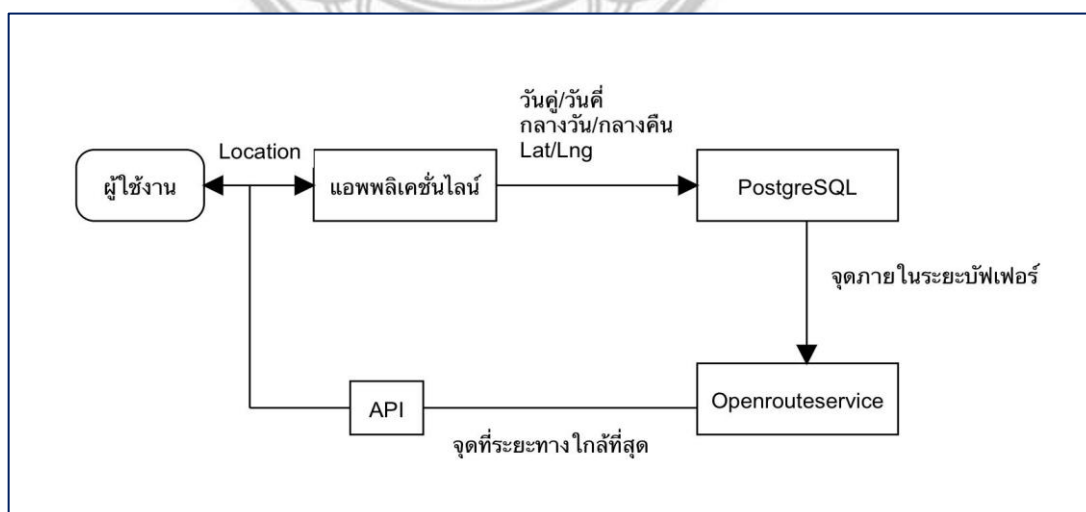 วันคู่/วันคี่
กลางวัน/กลางคืน
Lat/Lng
Location
ผู้ใช้งาน
แอพพลิเคชั่นไลน์
PostgreSQL
จุดภายในระยะบัฟเฟอร์
Openrouteservice
API
จุดที่ระยะทางใกล้ที่สุด